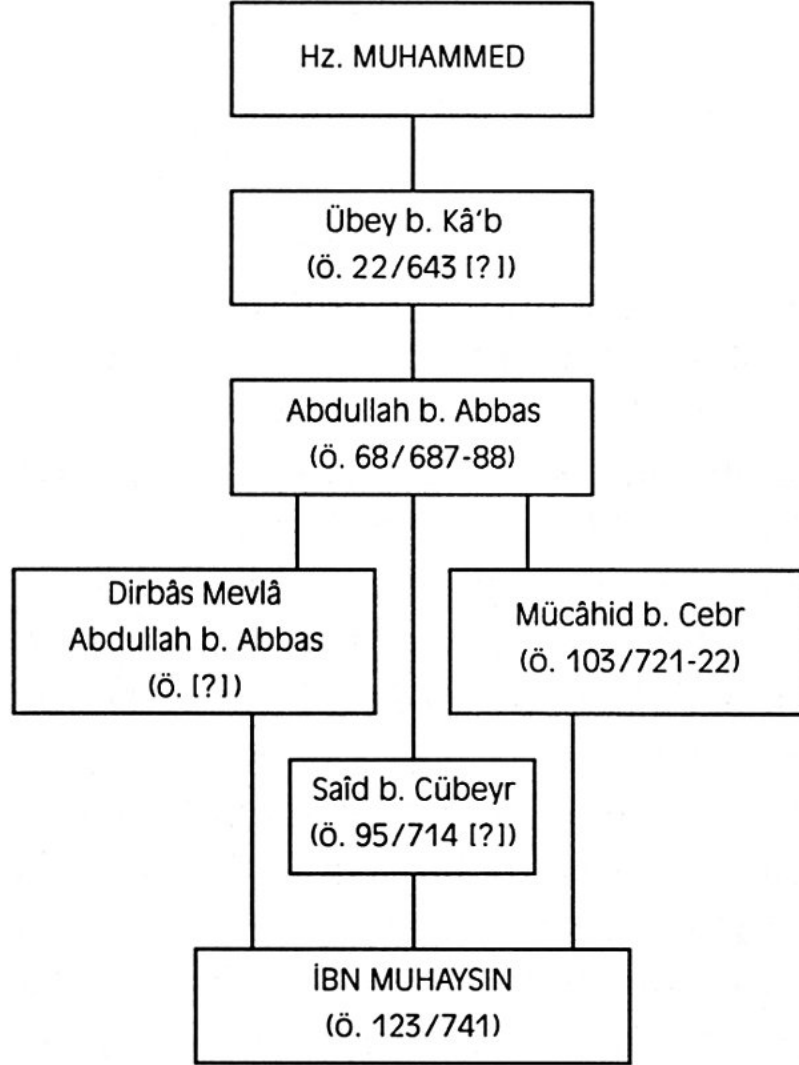 Hz. MUHAMMED
Übey b. Kâ‘b
(ö. 22/643 [?])
Abdullah b. Abbas
(ö. 68/687-88)
Dirbâs Mevlâ
Abdullah b. Abbas
(ö. [?])
Mücâhid b. Cebr
(ö. 103/721-22)
Saîd b. Cübeyr
(ö. 95/714 [?])
İBN MUHAYSIN
(ö. 123/741)